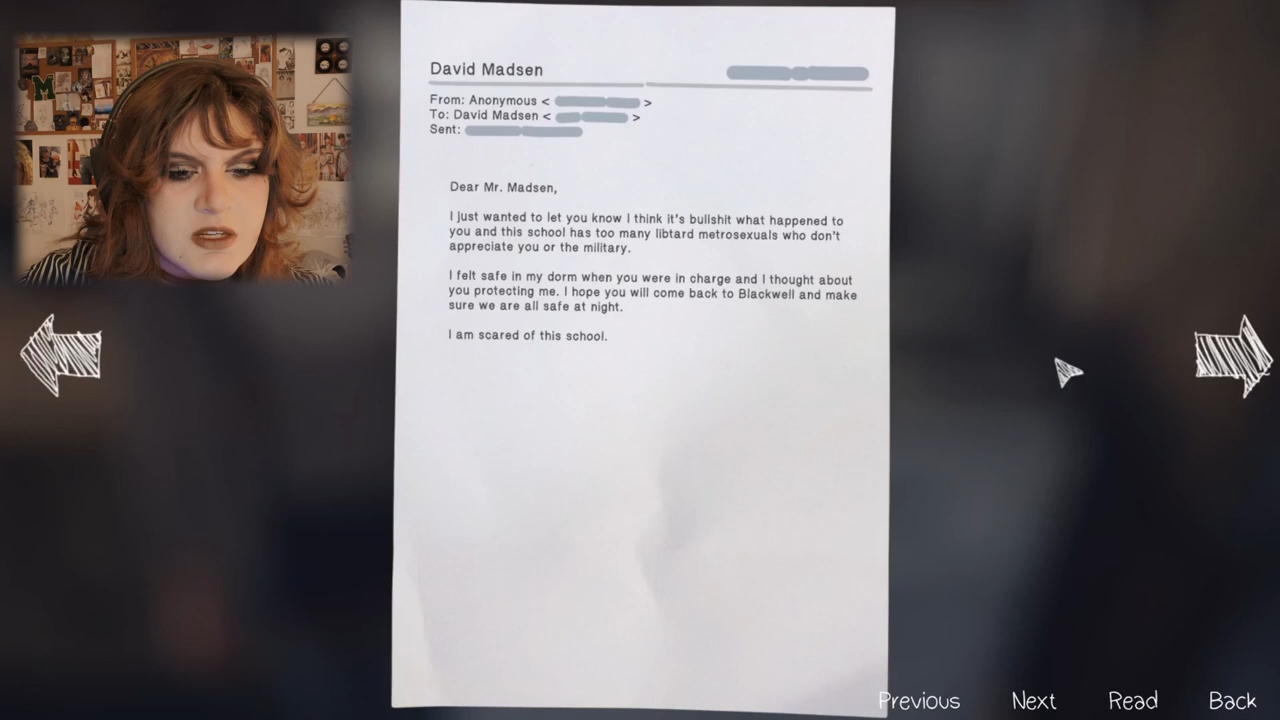 David Madsen
From: Anonymous < >
To: David Madsen < >
Sent:
Dear Mr. Madsen,
I just wanted to let you know I think it's bullshit what happened to
you and this school has too many libtard metrosexuals who don't
appreciate you or the military.
I felt safe in my dorm when you were in charge and I thought about
you protecting me. I hope you will come back to Blackwell and make
sure we are all safe at night.
I am scared of this school.
M
Previous Next Read Back